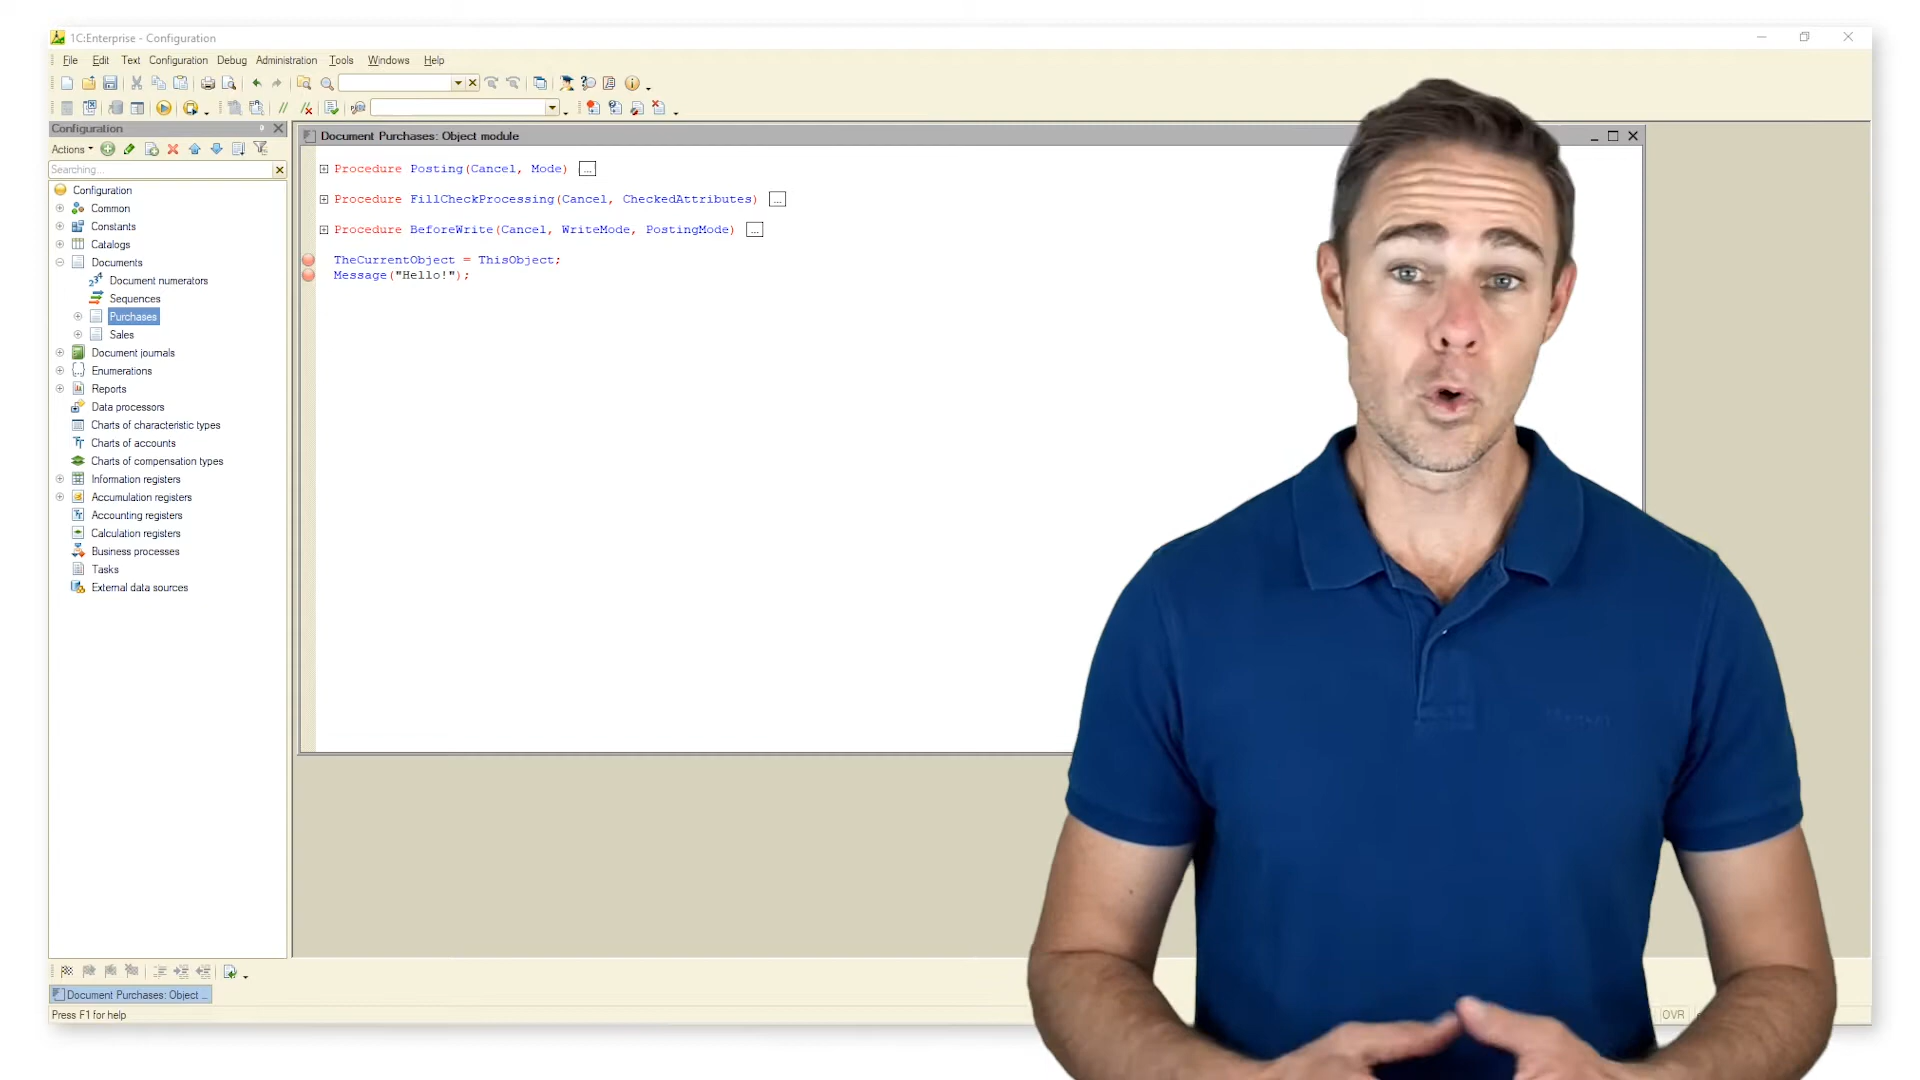 1C:Enterprise - Configuration
File Edit Text Configuration Debug Administration Tools Windows Help
Configuration
Actions
Searching...
Configuration
Common
Constants
Catalogs
Documents
Document numerators
Sequences
Purchases
Sales
Document journals
Enumerations
Reports
Data processors
Charts of characteristic types
Charts of accounts
Charts of compensation types
Information registers
Accumulation registers
Accounting registers
Calculation registers
Business processes
Tasks
External data sources
Document Purchases: Object module
Procedure Posting(Cancel, Mode) ...
Procedure FillCheckProcessing(Cancel, CheckedAttributes) ...
Procedure BeforeWrite(Cancel, WriteMode, PostingMode) ...
TheCurrentObject = ThisObject;
Message("Hello!");
Document Purchases: Object ...
Press F1 for help
OVR